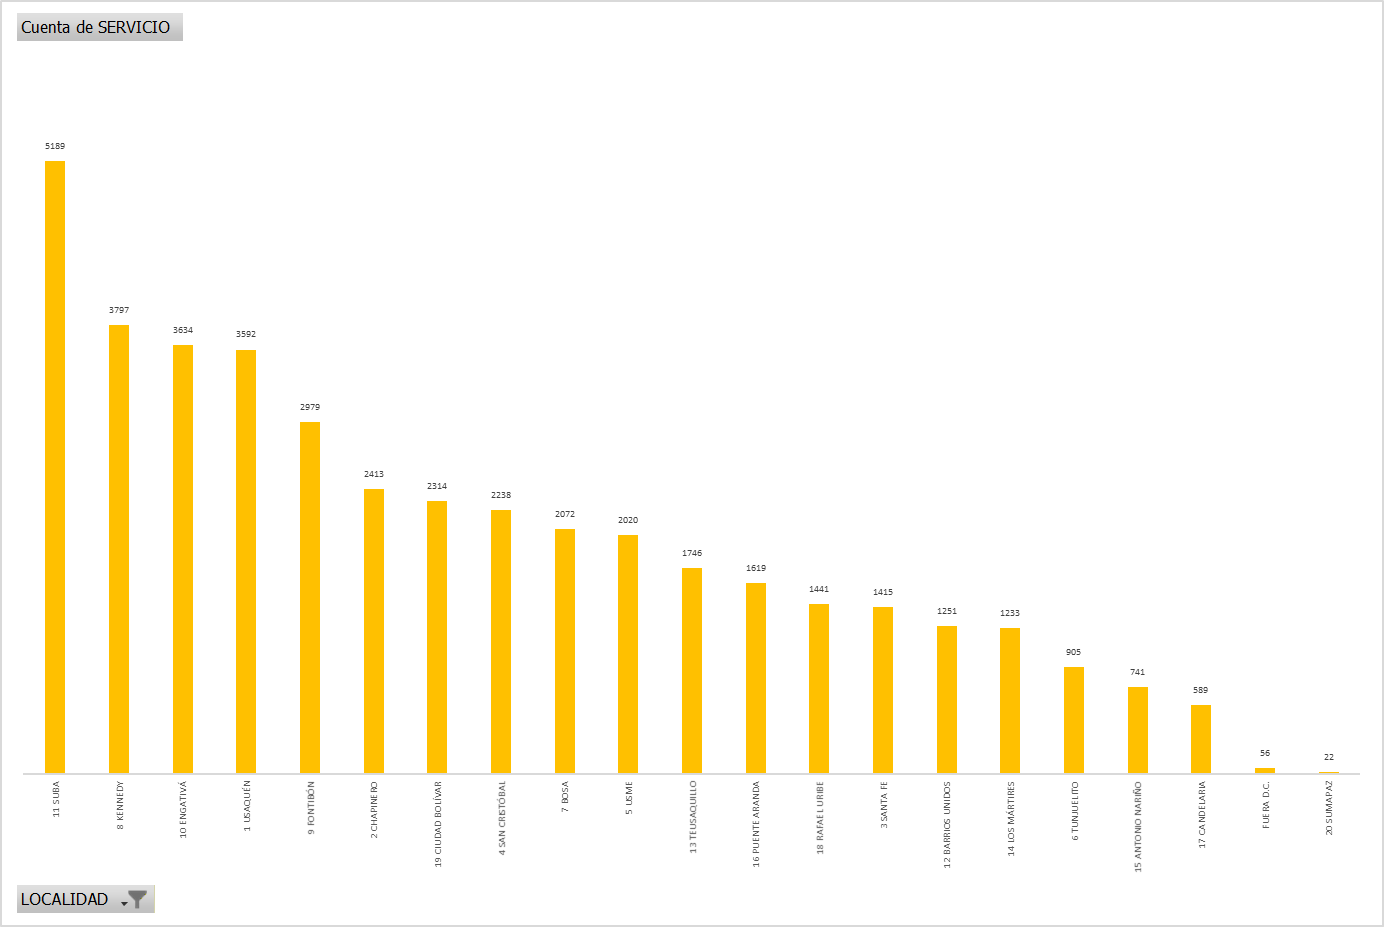 Cuenta de SERVICIO
5189
3797
3634
3592
2979
2413
2314
2238
2072
2020
1746
1619
1441
1415
1251
1233
905
741
589
56
22
11 SUBA
8 KENNEDY
10 ENGATIVÁ
1 USAQUÉN
9 FONTIBÓN
2 CHAPINERO
19 CIUDAD BOLÍVAR
4 SAN CRISTÓBAL
7 BOSA
5 USME
13 TEUSAQUILLO
16 PUENTE ARANDA
18 RAFAEL URIBE
3 SANTA FE
12 BARRIOS UNIDOS
14 LOS MÁRTIRES
6 TUNJUELITO
15 ANTONIO NARIÑO
17 CANDELARIA
FUERA D.C.
20 SUMAPAZ
LOCALIDAD